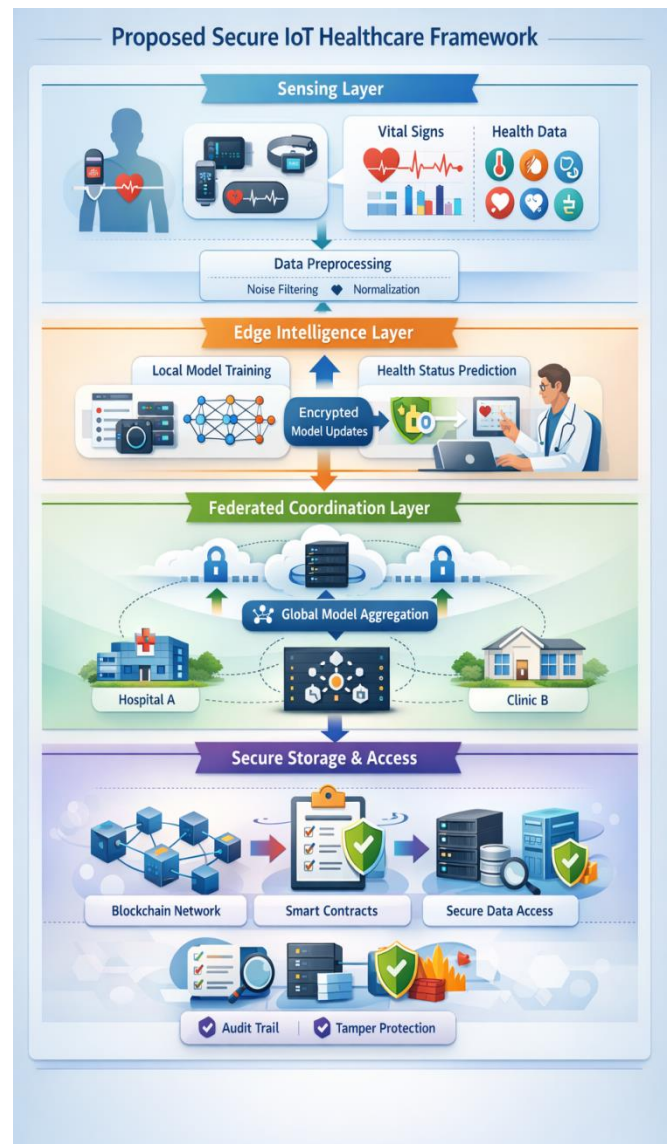 Proposed Secure IoT Healthcare Framework
Sensing Layer
Vital Signs
Health Data
Data Preprocessing
Noise Filtering
Normalization
Edge Intelligence Layer
Local Model Training
Health Status Prediction
Encrypted
Model Updates
Federated Coordination Layer
Global Model Aggregation
Hospital A
Clinic B
Secure Storage & Access
Blockchain Network
Smart Contracts
Secure Data Access
Audit Trail
Tamper Protection